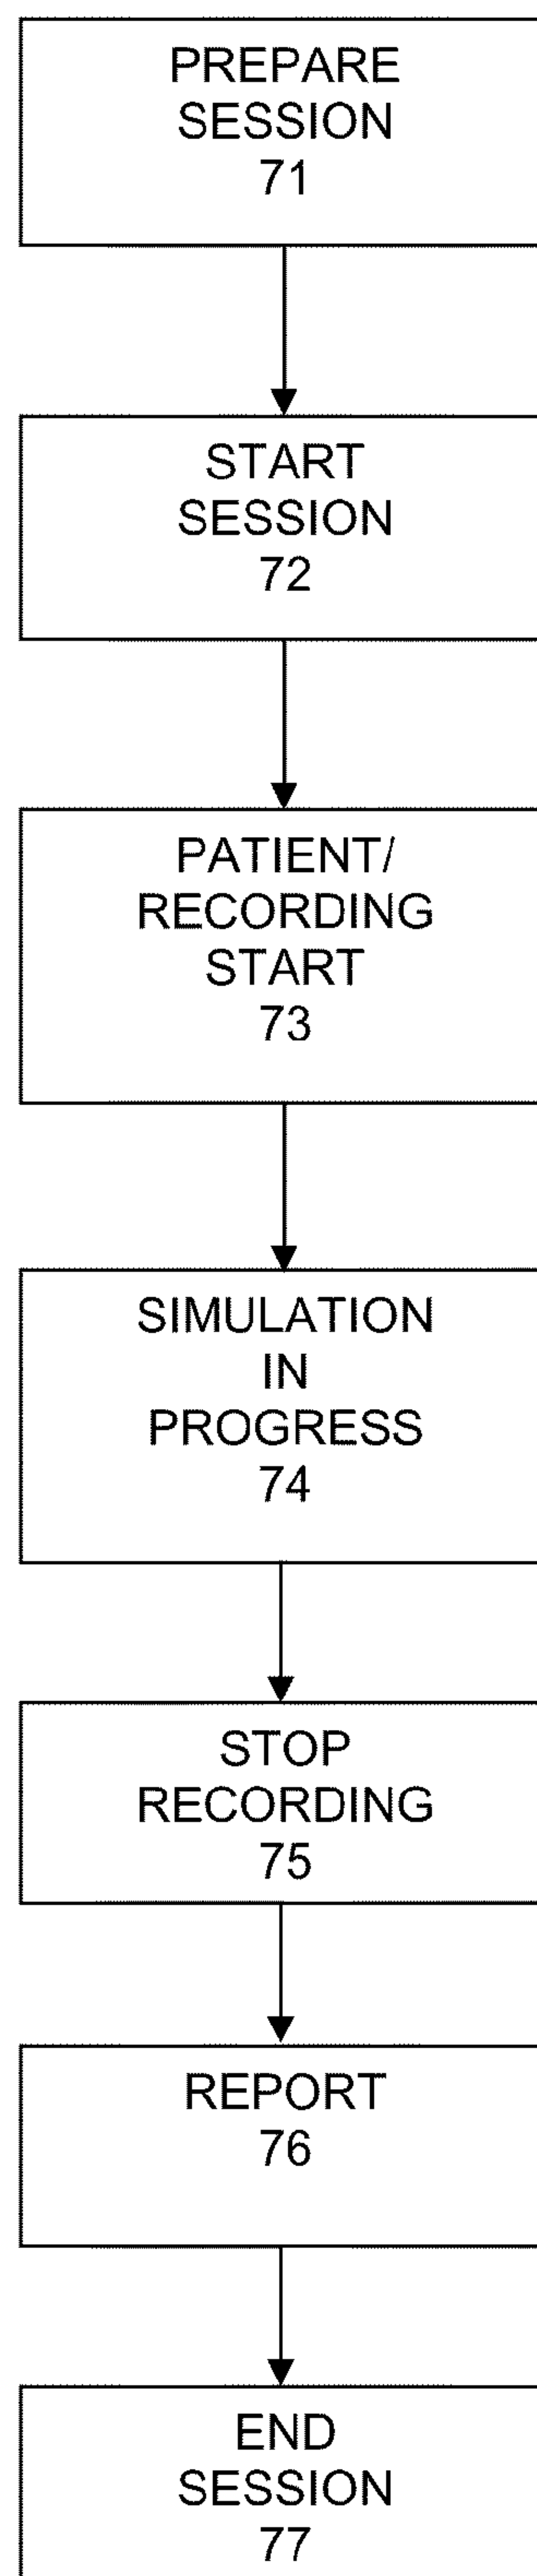 PREPARE
SESSION
71
START
SESSION
72
PATIENT/
RECORDING
START
73
SIMULATION
IN
PROGRESS
74
STOP
RECORDING
75
REPORT
76
END
SESSION
77